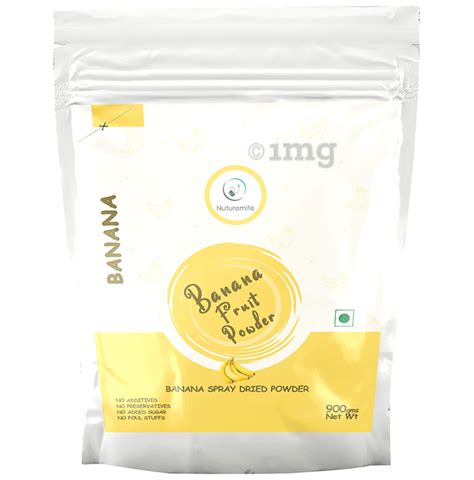 © 1mg
Nuturomite
BANANA
Banana
Fruit
Powder
BANANA SPRAY DRIED POWDER
NO ADDITIVES
NO PRESERVATIVES
NO ADDED SUGAR
NO FOUL STUFFS
900gms
Net Wt